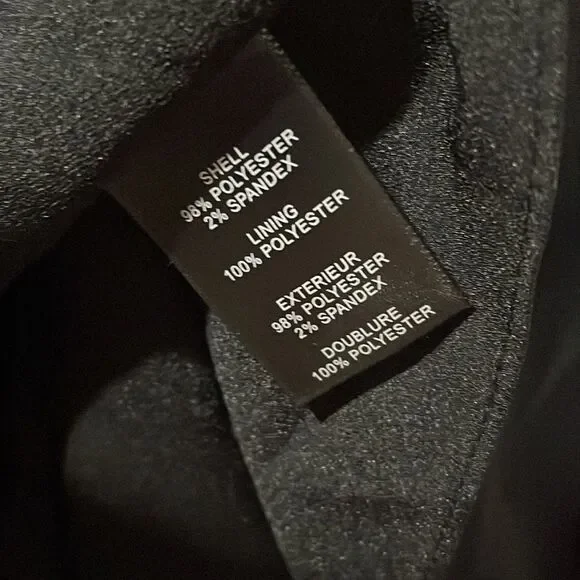 SHELL
98% POLYESTER
2% SPANDEX
LINING
100% POLYESTER
EXTERIEUR
98% POLYESTER
2% SPANDEX
DOUBLURE
100% POLYESTER